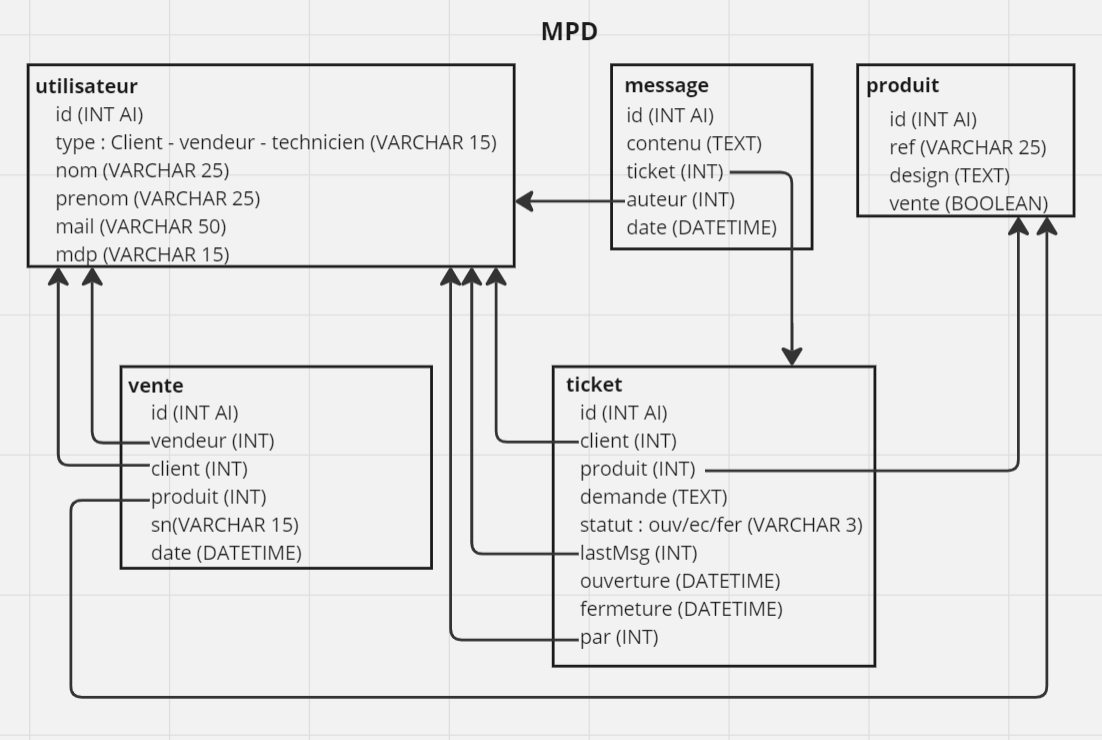 MPD
utilisateur
id (INT AI)
type : Client - vendeur - technicien (VARCHAR 15)
nom (VARCHAR 25)
prenom (VARCHAR 25)
mail (VARCHAR 50)
mdp (VARCHAR 15)
message
id (INT AI)
contenu (TEXT)
ticket (INT)
auteur (INT)
date (DATETIME)
produit
id (INT AI)
ref (VARCHAR 25)
design (TEXT)
vente (BOOLEAN)
vente
id (INT AI)
vendeur (INT)
client (INT)
produit (INT)
sn(VARCHAR 15)
date (DATETIME)
ticket
id (INT AI)
client (INT)
produit (INT)
demande (TEXT)
statut : ouv/ec/fer (VARCHAR 3)
lastMsg (INT)
ouverture (DATETIME)
fermeture (DATETIME)
par (INT)